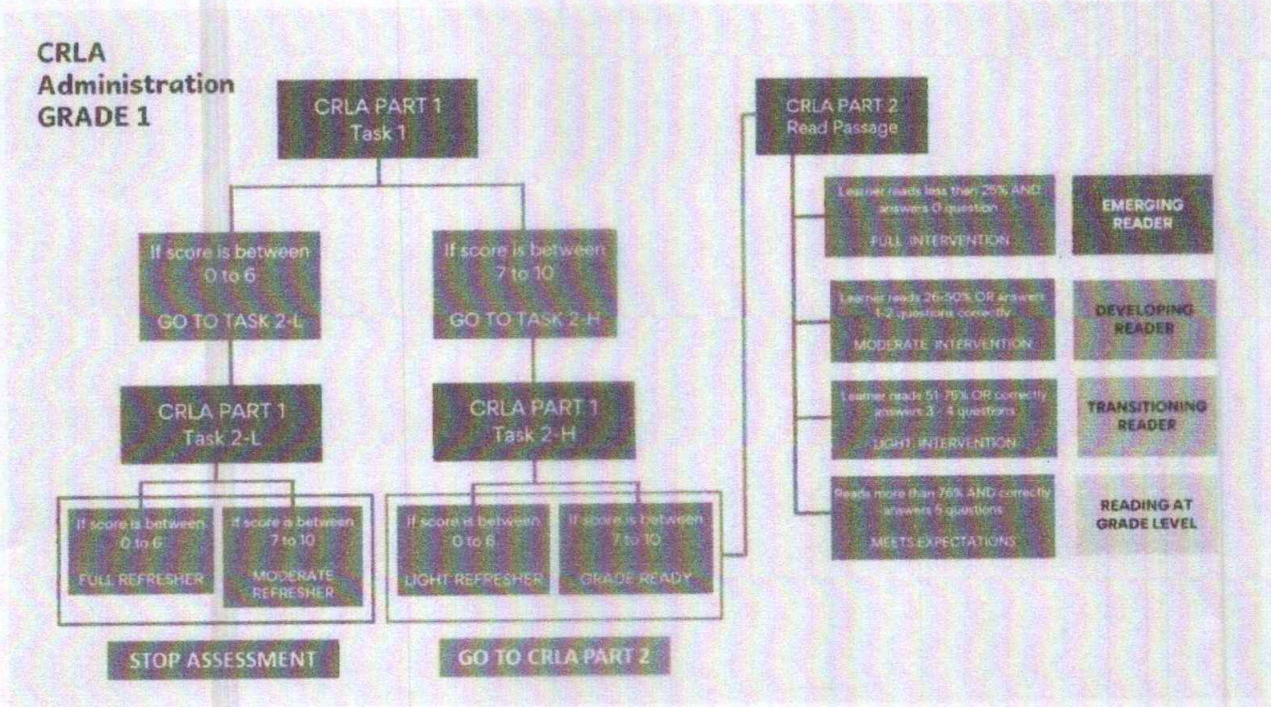 CRLA
Administration
GRADE 1
CRLA PART 1
Task 1
If score is between
0 to 6
GO TO TASK 2-L
If score is between
7 to 10
GO TO TASK 2-H
CRLA PART 1
Task 2-L
CRLA PART 1
Task 2-H
If score is between
0 to 6
FULL REFRESHER
If score is between
7 to 10
MODERATE
REFRESHER
If score is between
0 to 6
LIGHT REFRESHER
If score is between
7 to 10
GRADE READY
STOP ASSESSMENT
GO TO CRLA PART 2
CRLA PART 2
Read Passage
Learner reads less than 25% AND
answers 0 question
FULL INTERVENTION
EMERGING
READER
Learner reads 26-50% OR answers
1-2 questions correctly
MODERATE INTERVENTION
DEVELOPING
READER
Learner reads 51-75% OR correctly
answers 3 - 4 questions
LIGHT INTERVENTION
TRANSITIONING
READER
Reads more than 76% AND correctly
answers 5 questions
MEETS EXPECTATIONS
READING AT
GRADE LEVEL